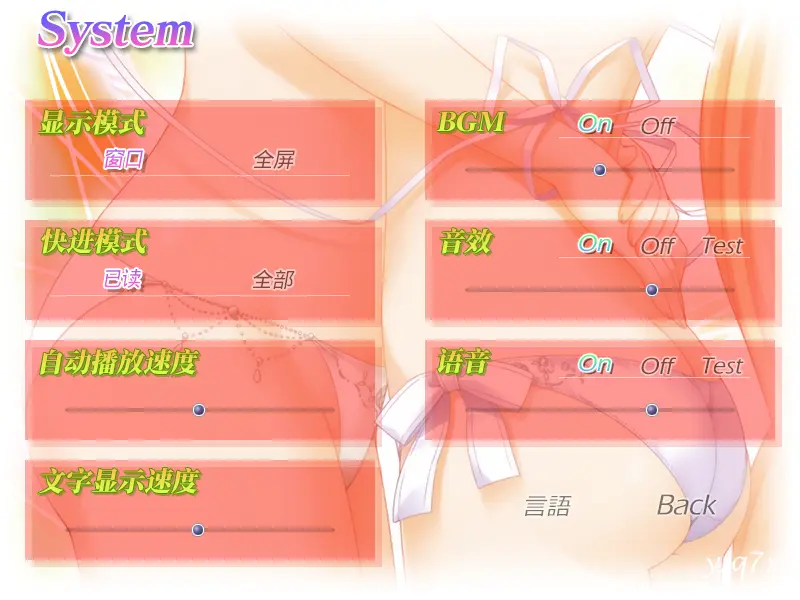 System
显示模式
窗口 全屏
快进模式
已读 全部
自动播放速度
文字显示速度
BGM On Off
音效 On Off Test
语音 On Off Test
言語 Back